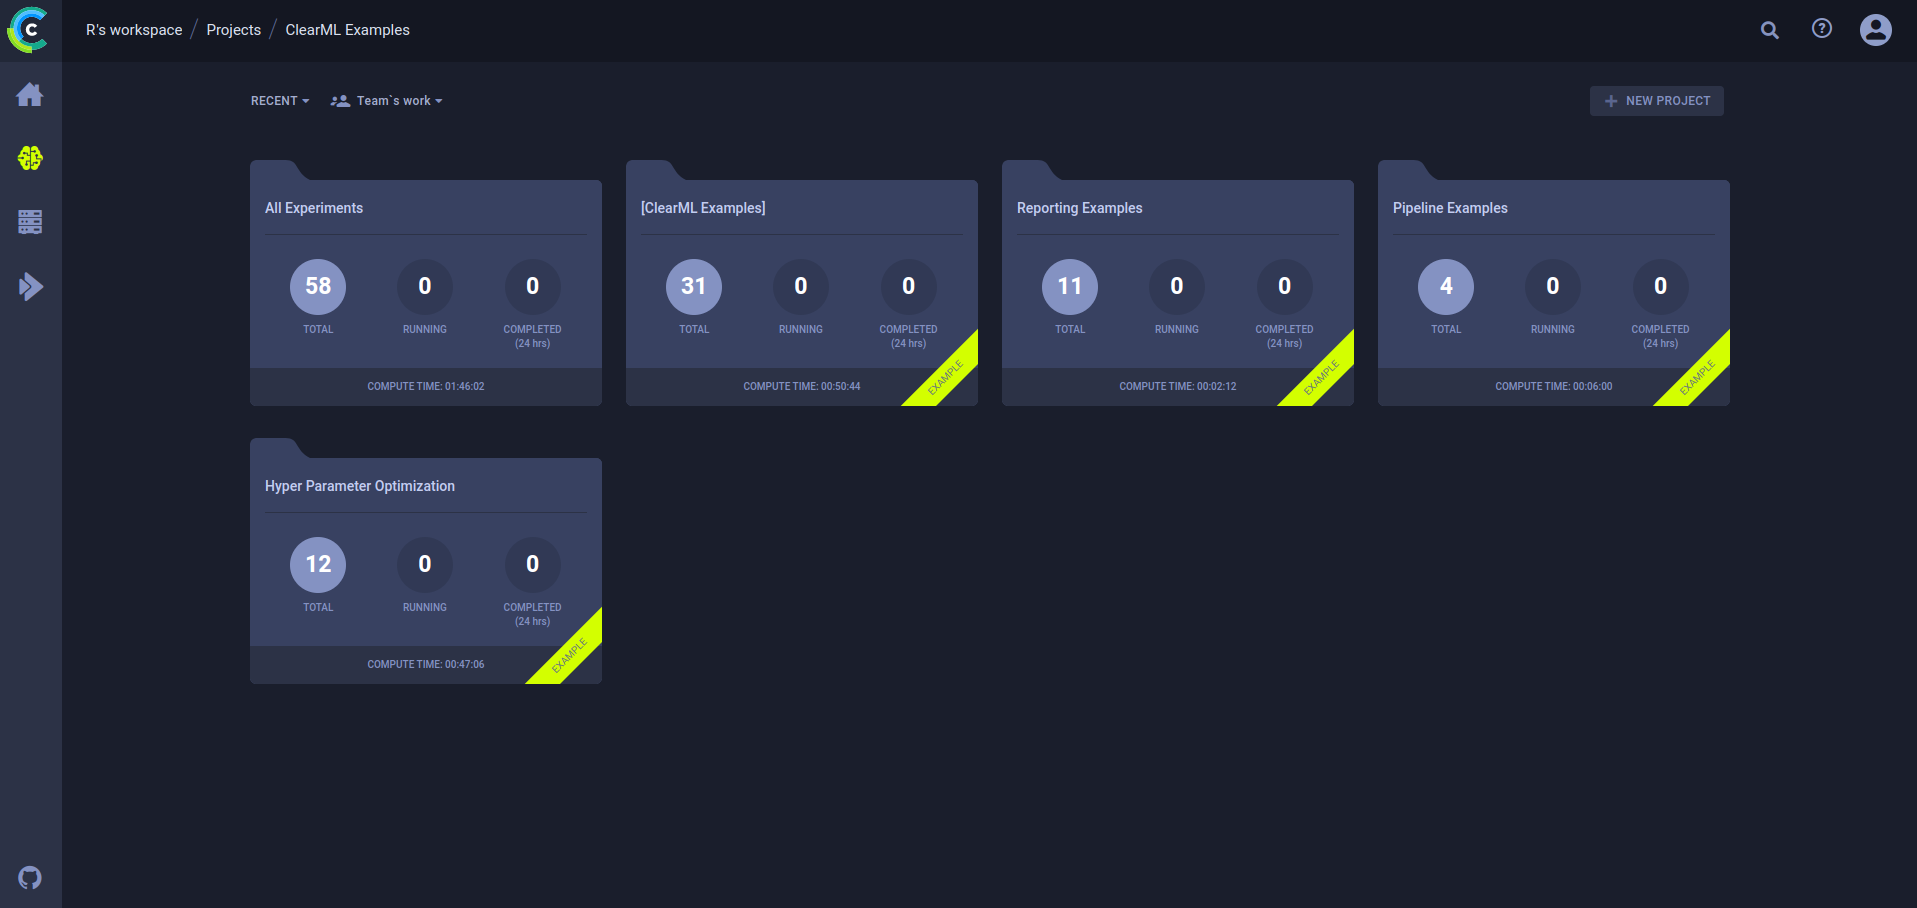 R's workspace / Projects / ClearML Examples
RECENT Team`s work
NEW PROJECT
All Experiments
58 0 0
TOTAL RUNNING COMPLETED
(24 hrs)
COMPUTE TIME: 01:46:02
[ClearML Examples]
31 0 0
TOTAL RUNNING COMPLETED
(24 hrs)
COMPUTE TIME: 00:50:44
EXAMPLE
Reporting Examples
11 0 0
TOTAL RUNNING COMPLETED
(24 hrs)
COMPUTE TIME: 00:02:12
EXAMPLE
Pipeline Examples
4 0 0
TOTAL RUNNING COMPLETED
(24 hrs)
COMPUTE TIME: 00:06:00
EXAMPLE
Hyper Parameter Optimization
12 0 0
TOTAL RUNNING COMPLETED
(24 hrs)
COMPUTE TIME: 00:47:06
EXAMPLE